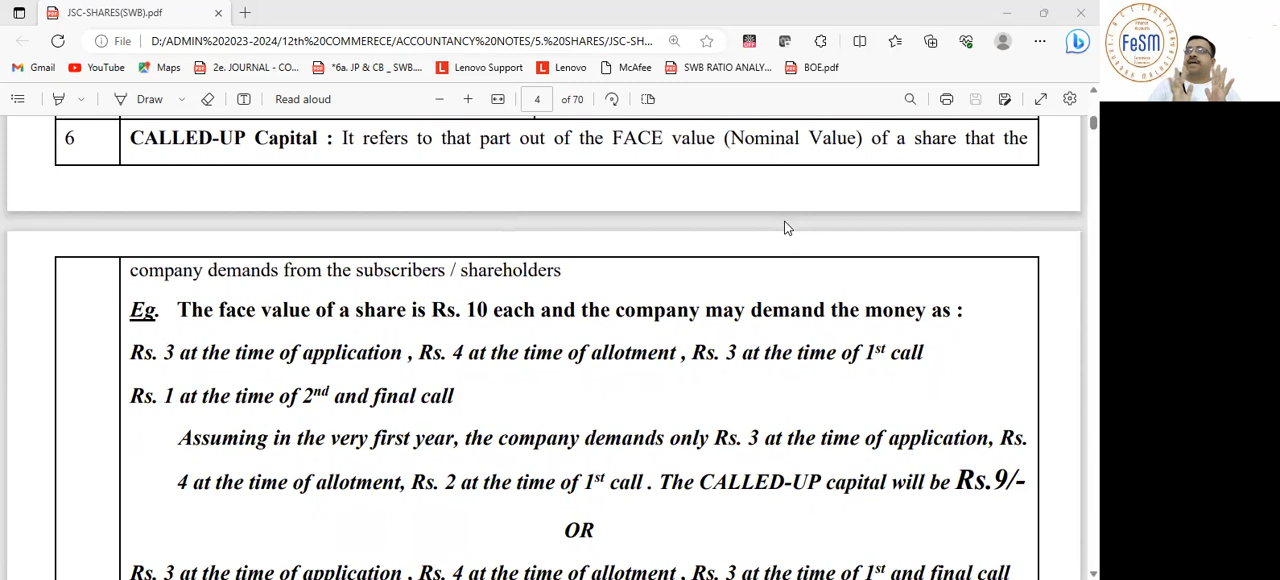 JSC-SHARES(SWB).pdf
File D:/ADMIN%202023-2024/12th%20COMMERECE/ACCOUNTANCE%20NOTES/5.%20SHARES/JSC-SH...
Gmail YouTube Maps 2e. JOURNAL - CO... *6a. JP & CB _ SWB.... Lenovo Support Lenovo McAfee SWB RATIO ANALY... BOE.pdf
Draw Read aloud 4 of 70
FeSM
6 CALLED-UP Capital : It refers to that part out of the FACE value (Nominal Value) of a share that the
company demands from the subscribers / shareholders
Eg. The face value of a share is Rs. 10 each and the company may demand the money as :
Rs. 3 at the time of application , Rs. 4 at the time of allotment , Rs. 3 at the time of 1st call
Rs. 1 at the time of 2nd and final call
Assuming in the very first year, the company demands only Rs. 3 at the time of application, Rs.
4 at the time of allotment, Rs. 2 at the time of 1st call . The CALLED-UP capital will be Rs.9/-
OR
Rs. 3 at the time of application , Rs. 4 at the time of allotment , Rs. 3 at the time of 1st and final call